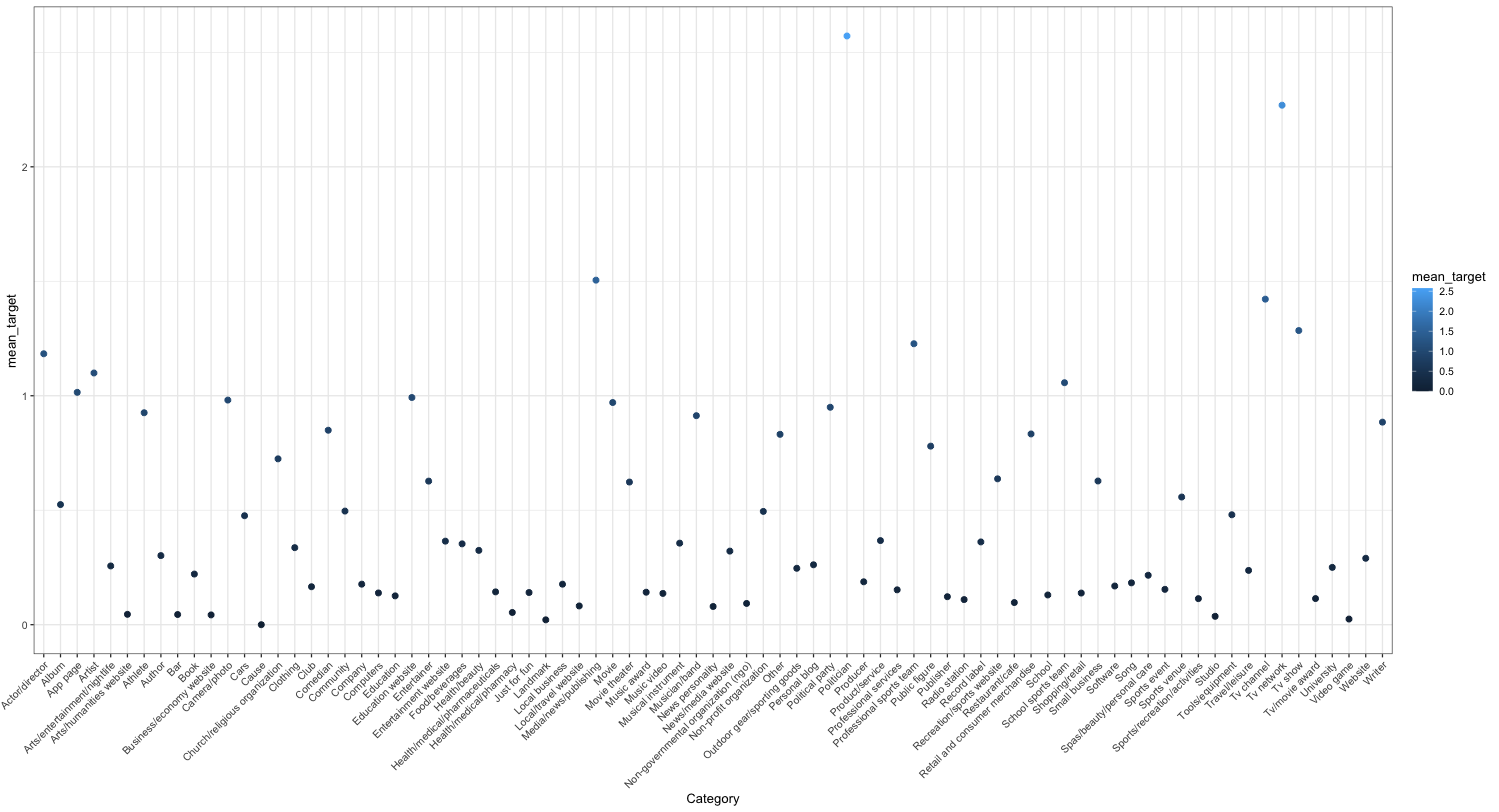 mean_target
2
1
0
Actor/director
Album
App page
Artist
Arts/entertainment/nightlife
Arts/humanities website
Athlete
Author
Bar
Book
Business/economy website
Camera/photo
Cars
Cause
Church/religious organization
Clothing
Club
Comedian
Community
Company
Computers
Education
Education website
Entertainer
Entertainment website
Food/beverages
Health/beauty
Health/medical/pharmaceuticals
Health/medical/pharmacy
Just for fun
Landmark
Local business
Local/travel website
Media/news/publishing
Movie
Movie theater
Music award
Music video
Musical instrument
Musician/band
News personality
News/media website
Non-governmental organization (ngo)
Non-profit organization
Other
Outdoor gear/sporting goods
Personal blog
Political party
Politician
Producer
Product/service
Professional services
Professional sports team
Public figure
Publisher
Radio station
Record label
Recreation/sports website
Restaurant/cafe
Retail and consumer merchandise
School
School sports team
Shopping/retail
Small business
Software
Song
Spas/beauty/personal care
Sports event
Sports venue
Sports/recreation/activities
Studio
Tools/equipment
Travel/leisure
Tv channel
Tv network
Tv show
Tv/movie award
University
Video game
Website
Writer
Category
mean_target
2.5
2.0
1.5
1.0
0.5
0.0